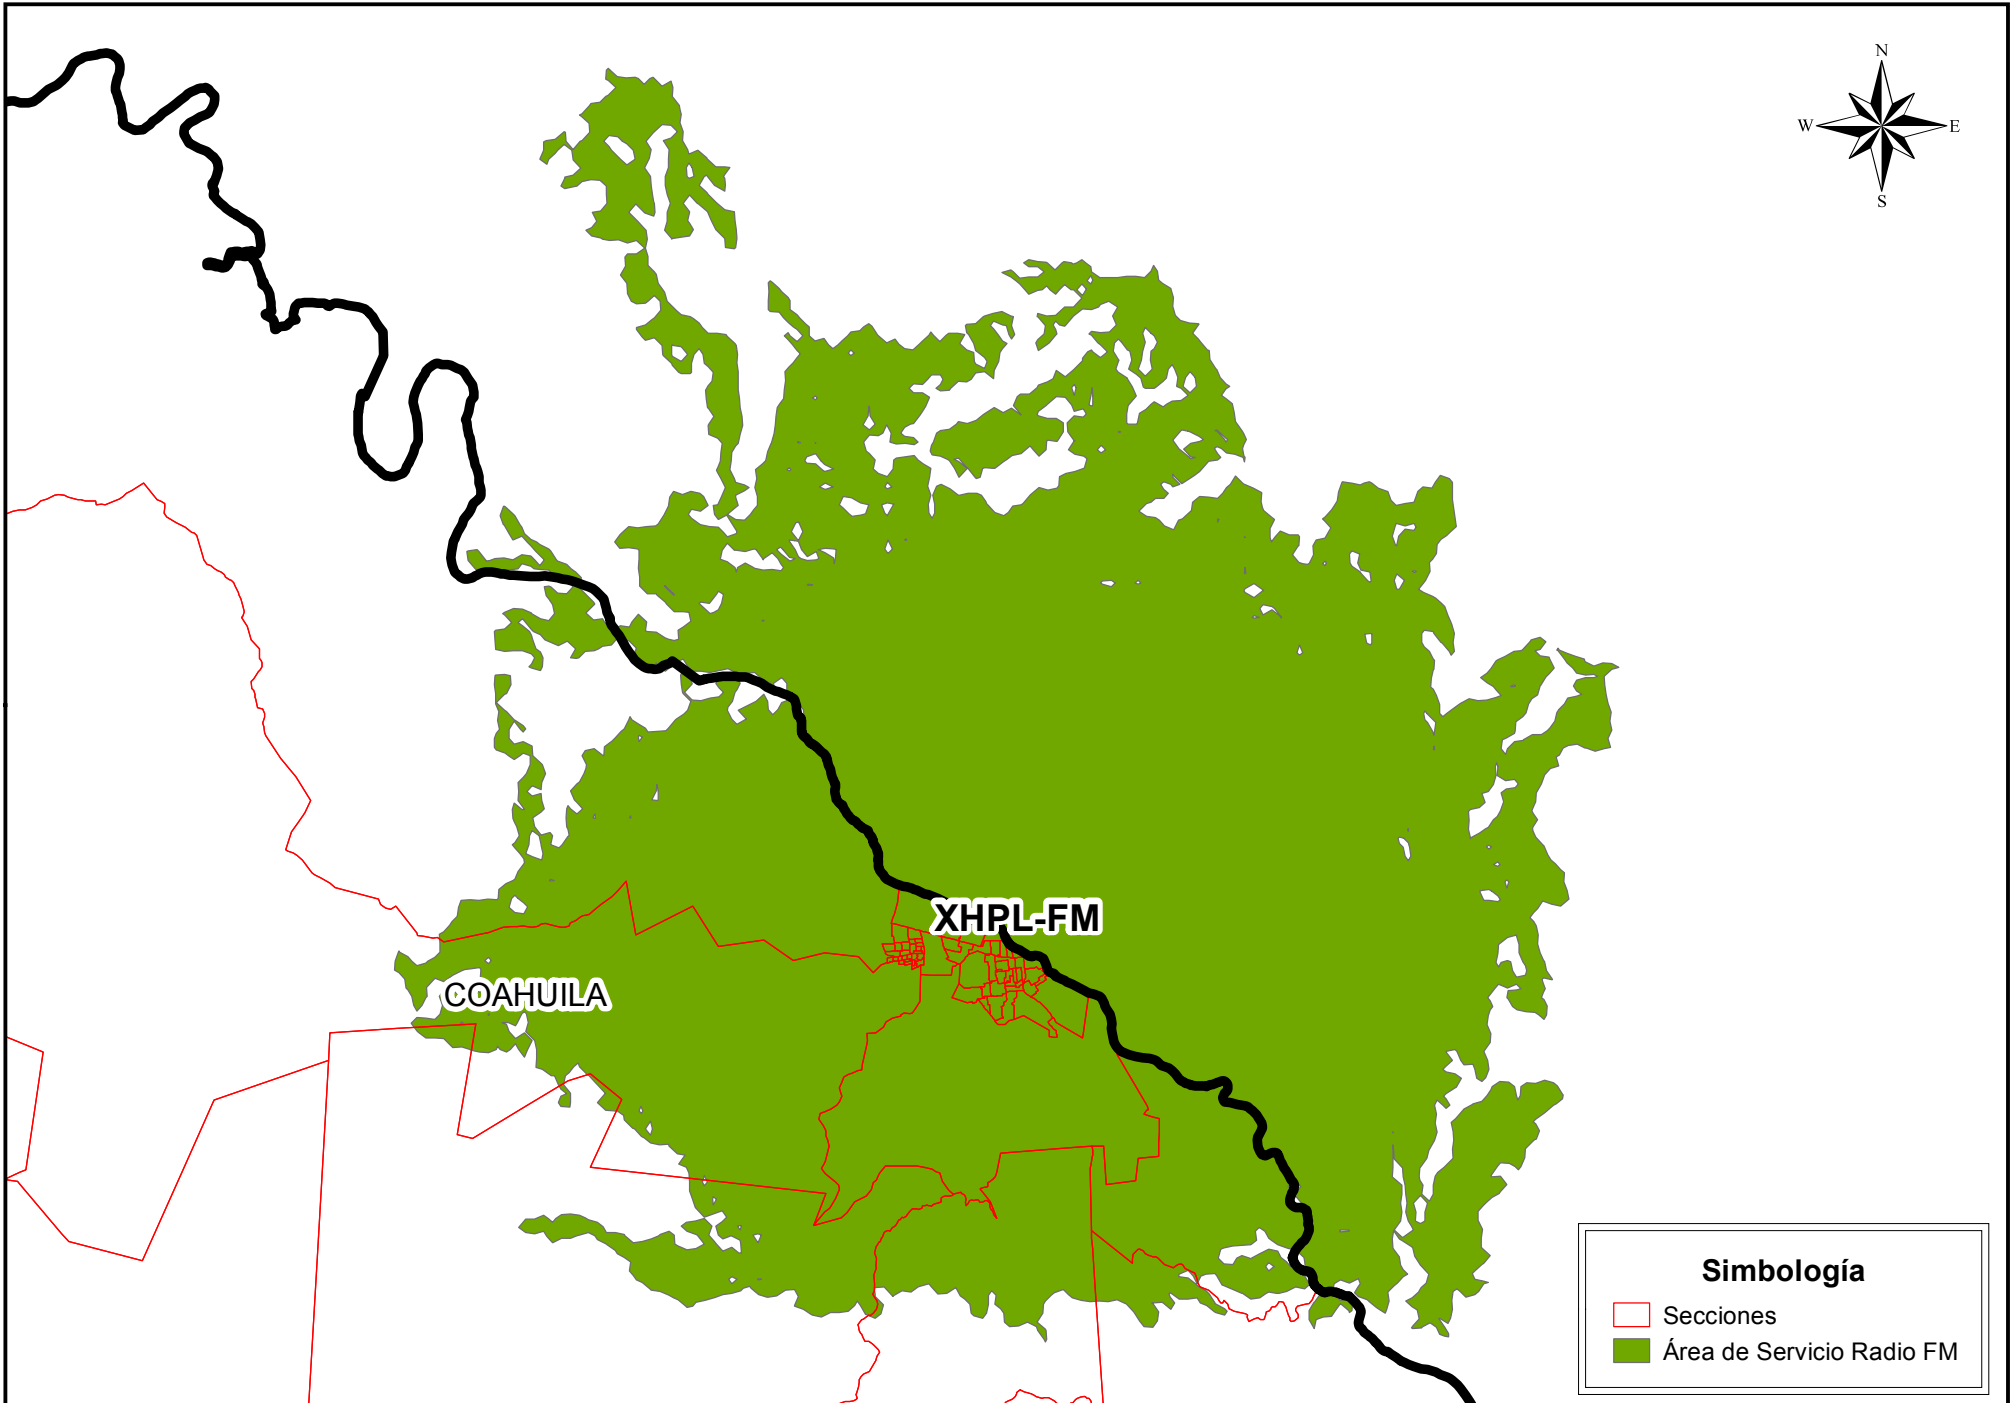 N
W E
S
XHPL-FM
COAHUILA
Simbología
Secciones
Área de Servicio Radio FM